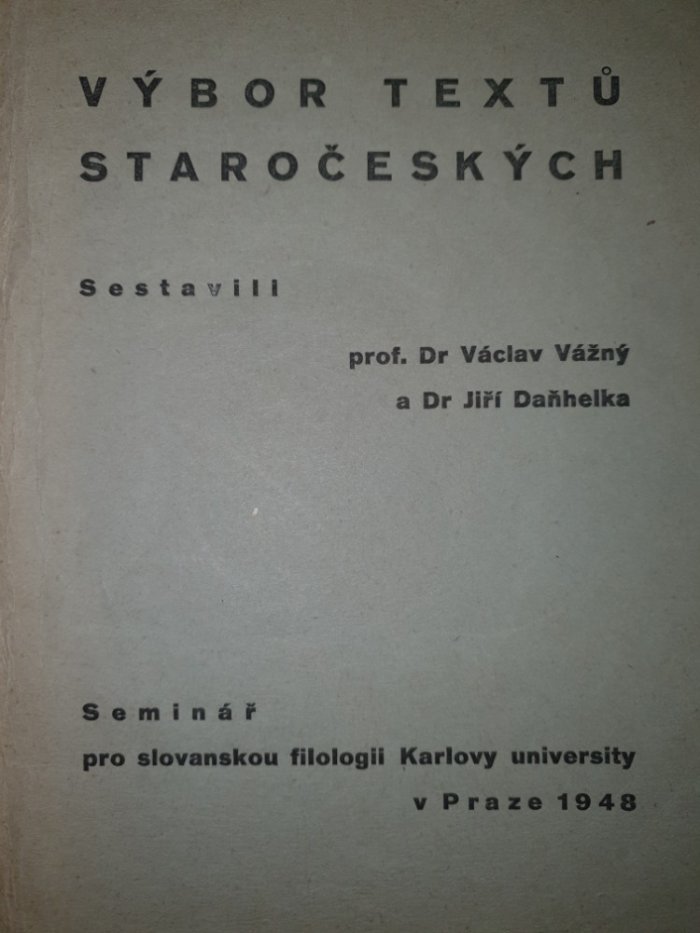 VÝBOR TEXTŮ
STAROČESKÝCH
Sestavili
prof. Dr Václav Vážný
a Dr Jiří Daňhelka
Seminář
pro slovanskou filologii Karlovy university
v Praze 1948